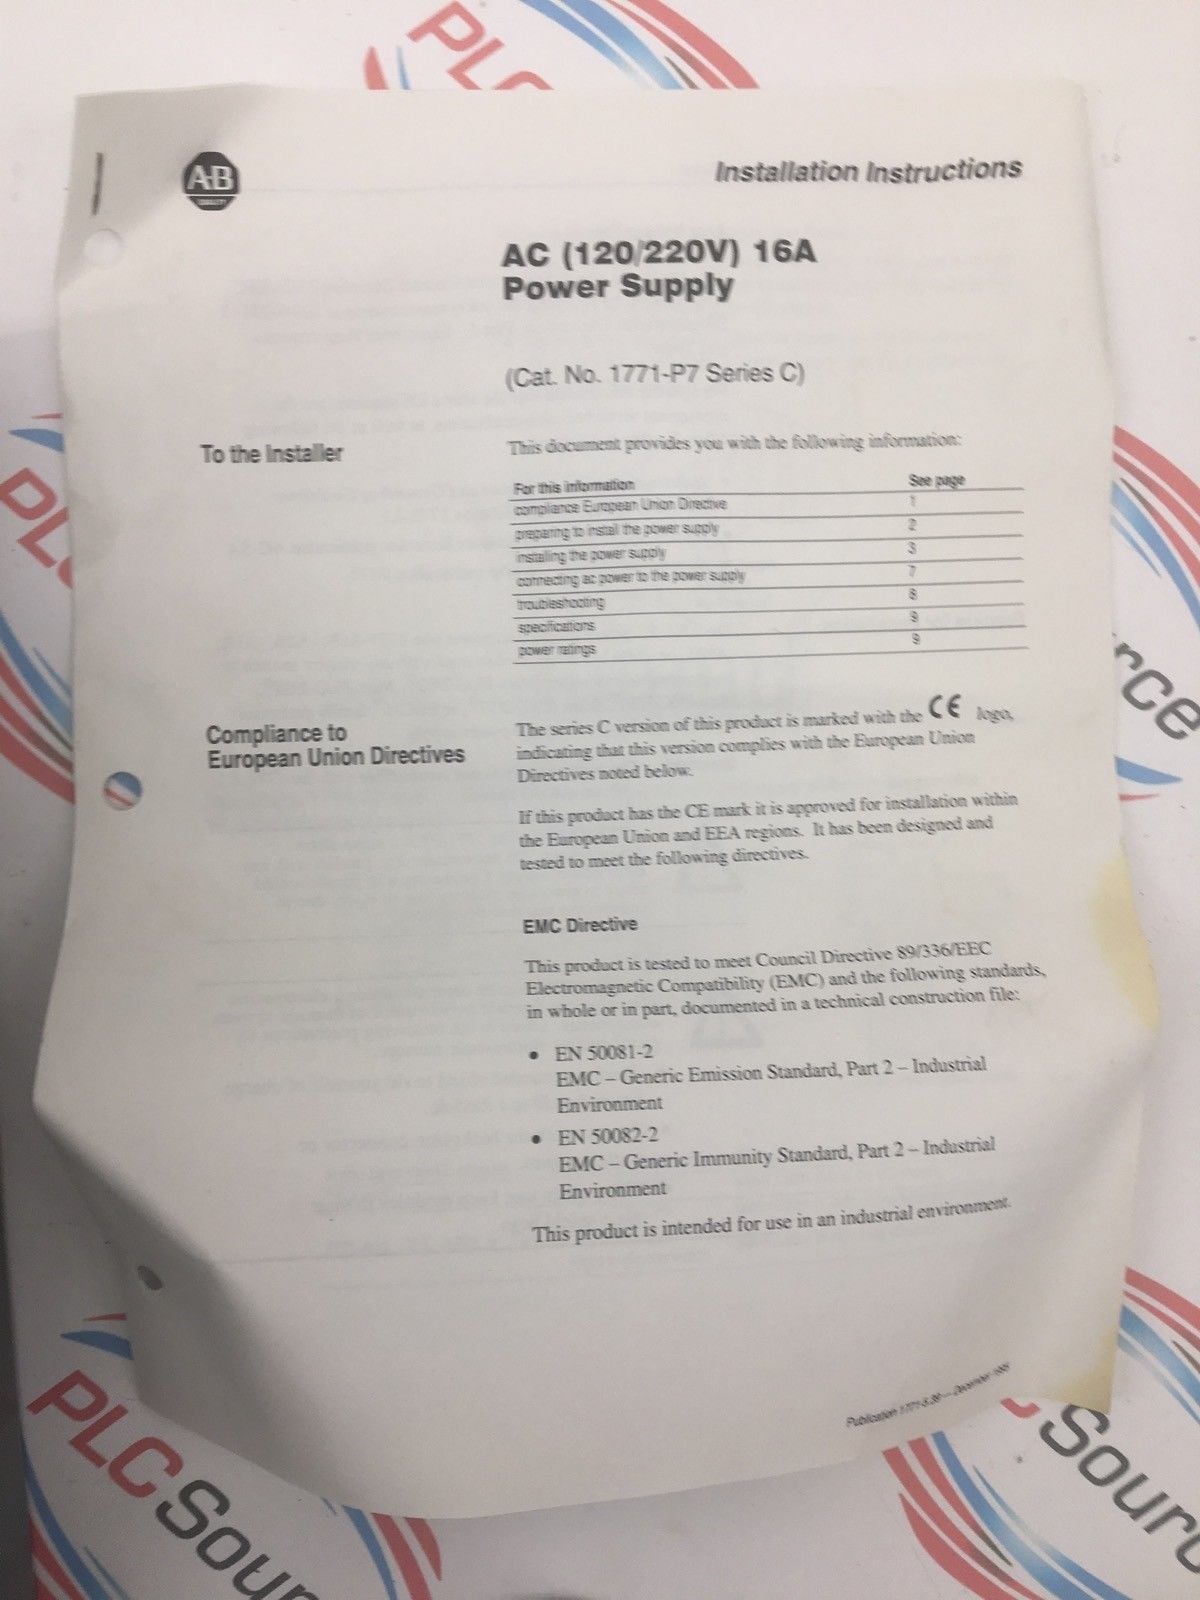 PLC
A-B
Installation Instructions
AC (120/220V) 16A
Power Supply
(Cat. No. 1771-P7 Series C)
To the Installer
This document provides you with the following information:
For this information See page
compliance European Union Directive 1
preparing to install the power supply 2
installing the power supply 3
connecting ac power to the power supply 7
troubleshooting 8
specifications 9
power ratings 9
Compliance to
European Union Directives
The series C version of this product is marked with the CE logo,
indicating that this version complies with the European Union
Directives noted below.
If this product has the CE mark it is approved for installation within
the European Union and EEA regions. It has been designed and
tested to meet the following directives.
EMC Directive
This product is tested to meet Council Directive 89/336/EEC
Electromagnetic Compatibility (EMC) and the following standards,
in whole or in part, documented in a technical construction file:
• EN 50081-2
EMC – Generic Emission Standard, Part 2 – Industrial
Environment
• EN 50082-2
EMC – Generic Immunity Standard, Part 2 – Industrial
Environment
This product is intended for use in an industrial environment.
Publication December
PL
rce
PLCSour
Sour